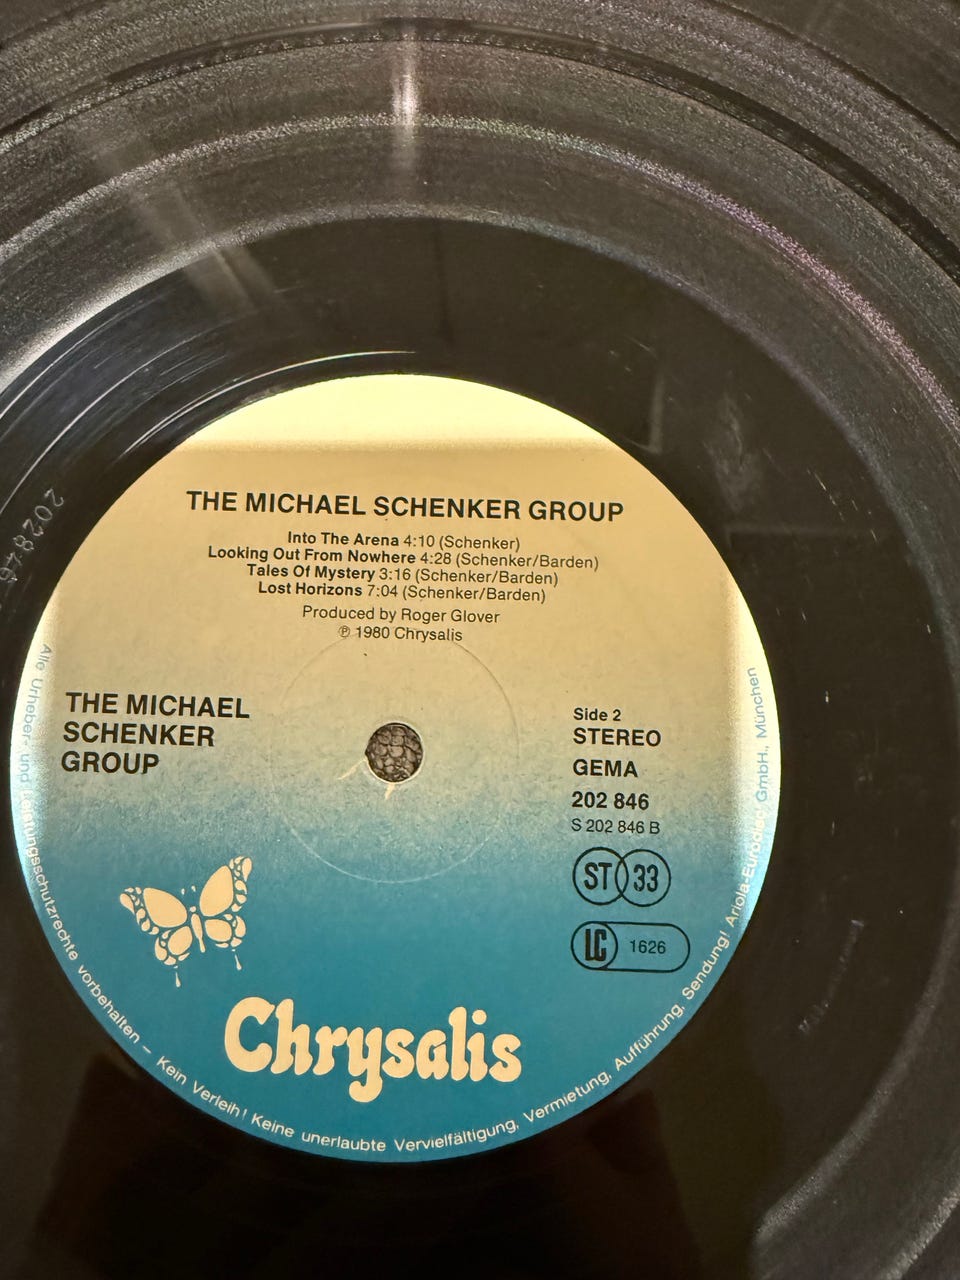 THE MICHAEL SCHENKER GROUP
Into The Arena 4:10 (Schenker)
Looking Out From Nowhere 4:28 (Schenker/Barden)
Tales Of Mystery 3:16 (Schenker/Barden)
Lost Horizons 7:04 (Schenker/Barden)
Produced by Roger Glover
℗ 1980 Chrysalis
THE MICHAEL
SCHENKER
GROUP
Side 2
STEREO
GEMA
202 846
S 202 846 B
ST 33
LC 1626
Chrysalis
Alle Urheber- und Leistungsschutzrechte vorbehalten – Kein Verleih! Keine unerlaubte Vervielfältigung, Vermietung, Aufführung, Sendung! Ariola-Eurodisc GmbH., München
202846